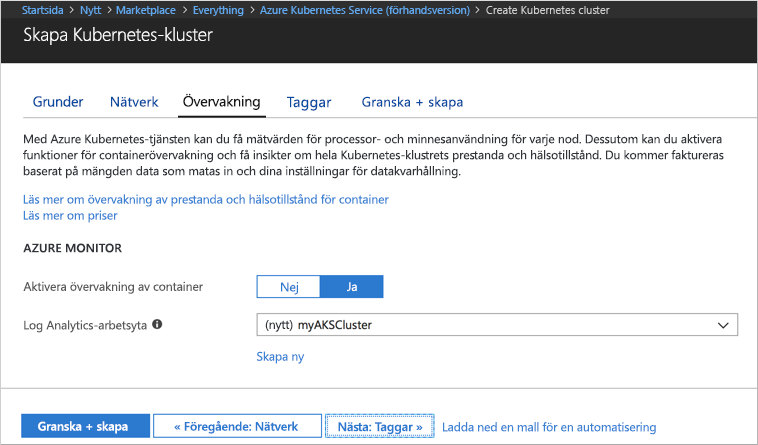 Startsida > Nytt > Marketplace > Everything > Azure Kubernetes Service (förhandsversion) > Create Kubernetes cluster
Skapa Kubernetes-kluster
Grunder Nätverk Övervakning Taggar Granska + skapa
Med Azure Kubernetes-tjänsten kan du få mätvärden för processor- och minnesanvändning för varje nod. Dessutom kan du aktivera
funktioner för containerövervakning och få insikter om hela Kubernetes-klustrets prestanda och hälsotillstånd. Du kommer faktureras
baserat på mängden data som matas in och dina inställningar för datakvarhållning.
Läs mer om övervakning av prestanda och hälsotillstånd för container
Läs mer om priser
AZURE MONITOR
Aktivera övervakning av container Nej Ja
Log Analytics-arbetsyta (nytt) myAKSCluster
Skapa ny
Granska + skapa « Föregående: Nätverk Nästa: Taggar » Ladda ned en mall för en automatisering